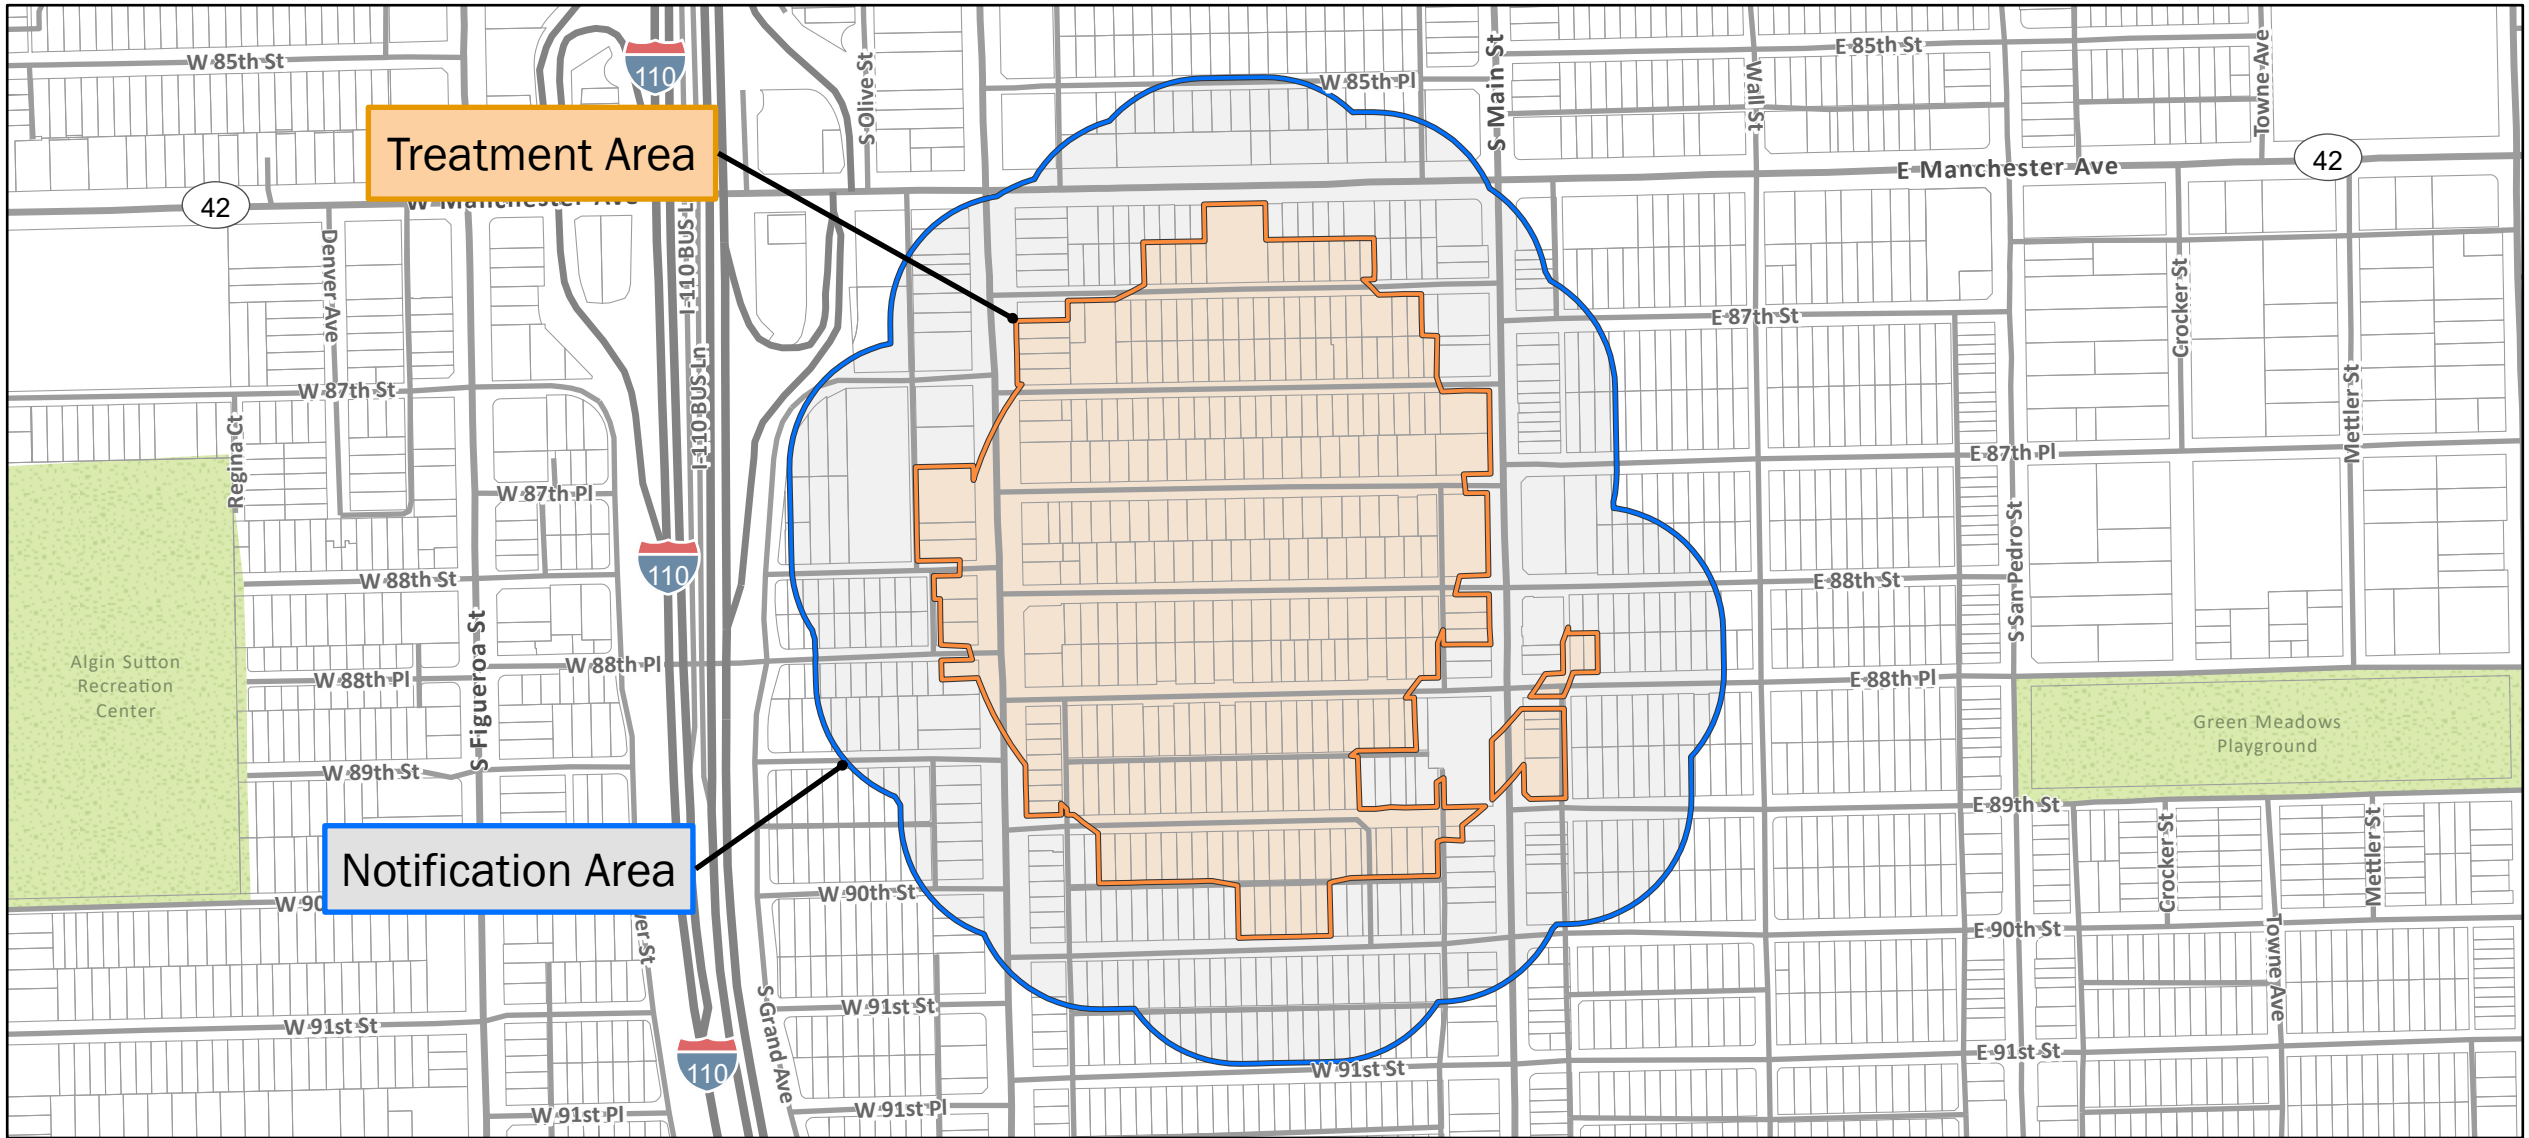 W 85th St
110
S Olive St
W 85th Pl
S Main St
Wall St
E 85th St
Towne Ave
Treatment Area
42
E Manchester Ave
42
W Manchester Ave
Denver Ave
I-110 BUS L
Crocker St
E 87th St
W 87th St
I-110 BUS Ln
Mettler St
Regina Ct
E 87th Pl
W 87th Pl
110
S San Pedro St
W 88th St
E 88th St
S Figueroa St
Algin Sutton
Recreation
Center
W 88th Pl
W 88th Pl
E 88th Pl
Green Meadows
Playground
W 89th St
E 89th St
Notification Area
Crocker St
Mettler St
W 90th St
W 90
wer St
E 90th St
Towne Ave
S Grand Ave
W 91st St
W 91st St
E 91st St
110
W 91st St
W 91st Pl
W 91st Pl